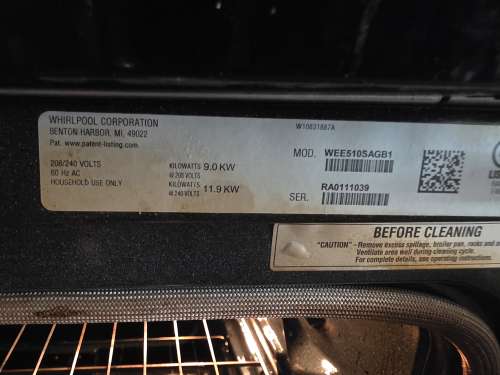 WHIRLPOOL CORPORATION
BENTON HARBOR, MI. 49022
Pat. www.patent-listing.com
W10631887A
MOD. WEE510SAGB1
208/240 VOLTS
60 Hz AC
HOUSEHOLD USE ONLY
KILOWATTS 9.0 KW
@ 208 VOLTS
KILOWATTS 11.9 KW
@ 240 VOLTS
SER. RA0111039
BEFORE CLEANING
"CAUTION" - Remove excess spillage, broiler pan, racks and
Ventilate area well during cleaning cycle.
For complete details, see operating instructions.